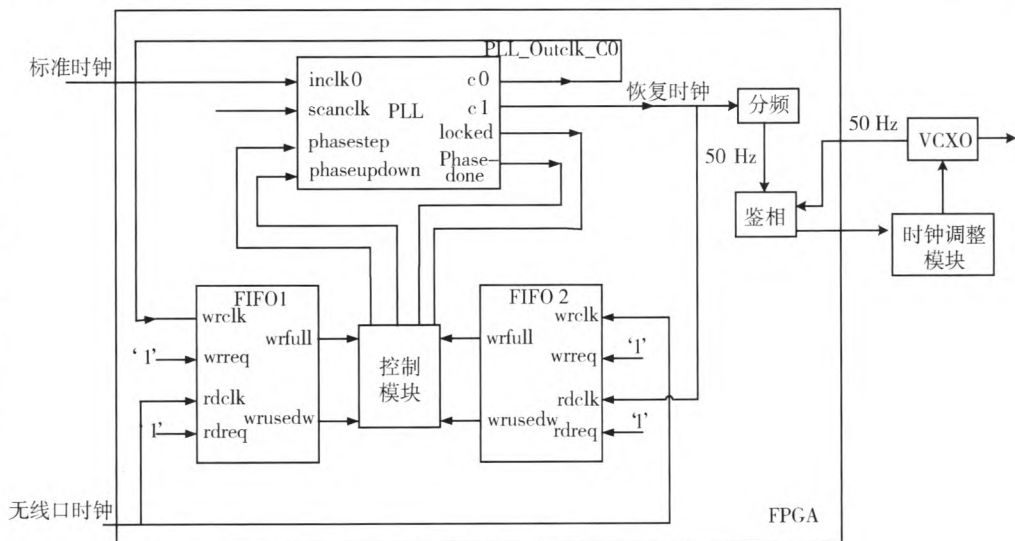 PLL_Outclk_C0
标准时钟
inclk0
c0
恢复时钟
scanclk
PLL
c1
分频
locked
50 Hz
VCXO
phasestep
Phase-
done
50 Hz
phaseupdown
鉴相
时钟调整
模块
FIFO1
FIFO 2
wrclk
wrfull
wrclk
wrfull
'1'
wrreq
控制
模块
wrreq
'1'
rdclk
rdclk
wrusedw
wrusedw
'1'
rdreq
rdreq
'1'
无线口时钟
FPGA